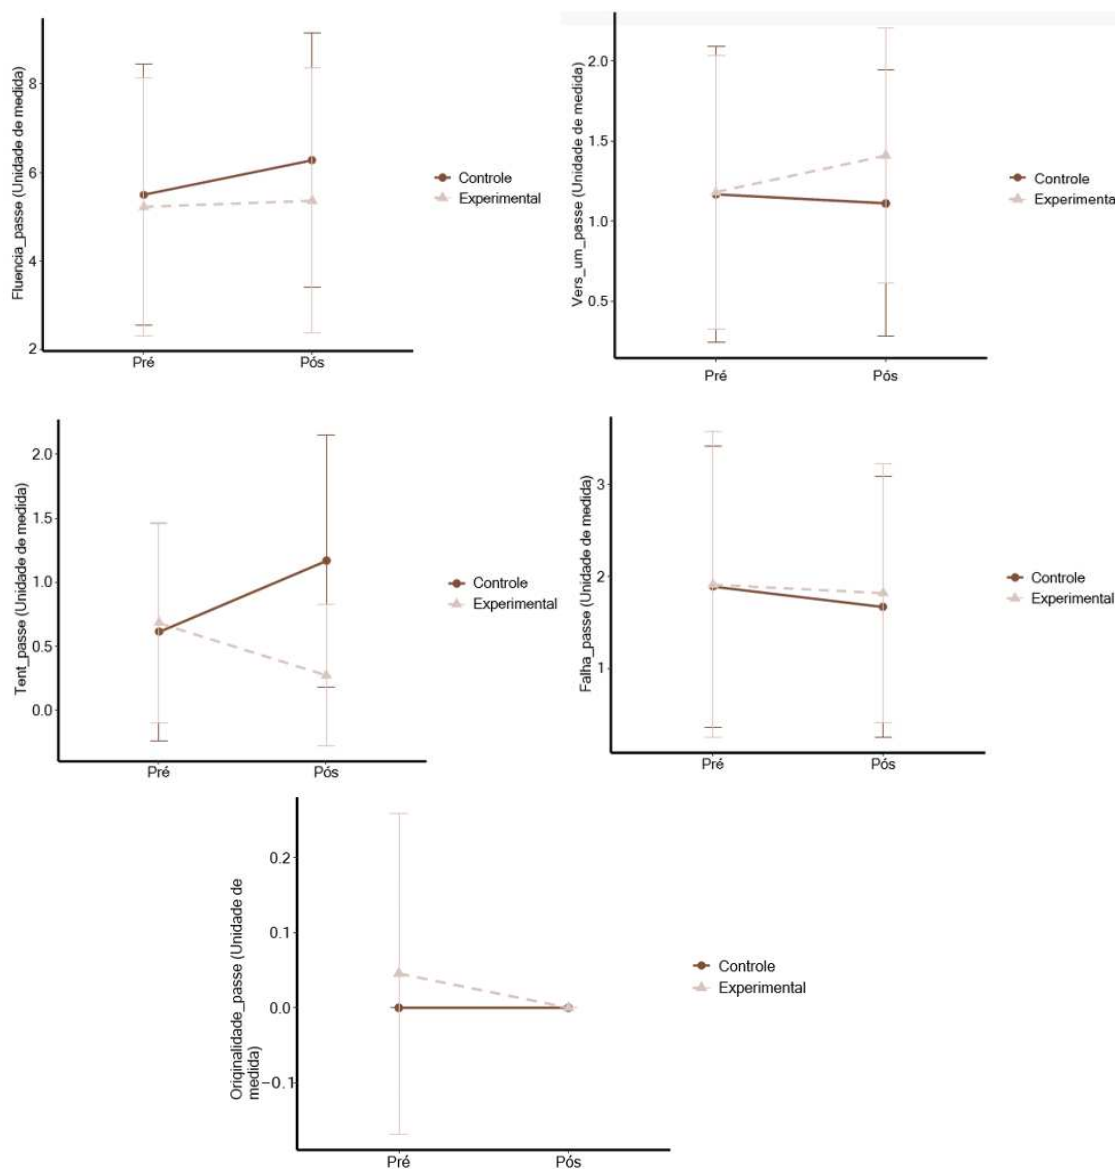 Fluencia_passe (Unidade de medida)
8
6
4
2
Pré
Pós
Controle
Experimental
Vers_um_passe (Unidade de medida)
2.0
1.5
1.0
0.5
Pré
Pós
Controle
Experimenta
Tent_passe (Unidade de medida)
2.0
1.5
1.0
0.5
0.0
Pré
Pós
Controle
Experimental
Falha_passe (Unidade de medida)
3
2
1
Pré
Pós
Controle
Experimental
Originalidade_passe (Unidade de
medida)
0.2
0.1
0.0
−0.1
Pré
Pós
Controle
Experimental